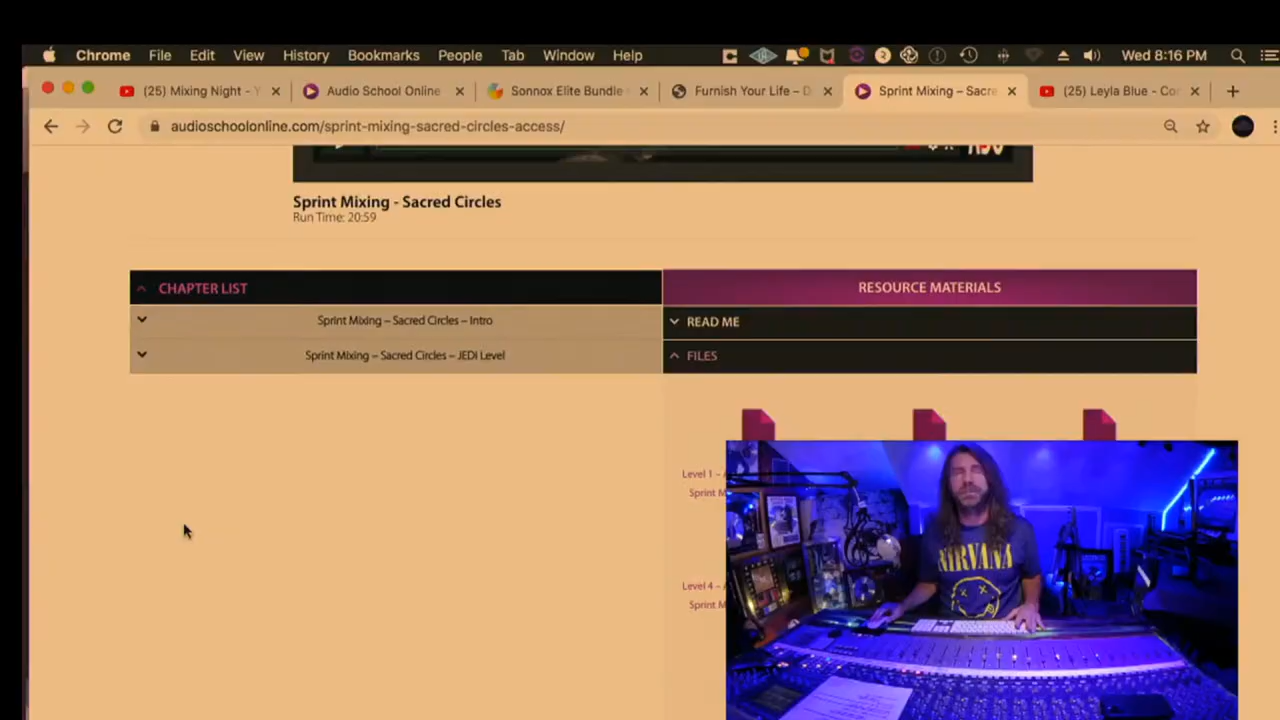 Chrome File Edit View History Bookmarks People Tab Window Help Wed 8:16 PM
(25) Mixing Night - Audio School Online Sonnox Elite Bundle Furnish Your Life – D Sprint Mixing – Sacre (25) Leyla Blue - Cor
audioschoolonline.com/sprint-mixing-sacred-circles-access/
Sprint Mixing - Sacred Circles
Run Time: 20:59
CHAPTER LIST
Sprint Mixing – Sacred Circles – Intro
Sprint Mixing – Sacred Circles – JEDI Level
RESOURCE MATERIALS
READ ME
FILES
Level 1 –
Sprint M
Level 4 –
Sprint M
NIRVANA